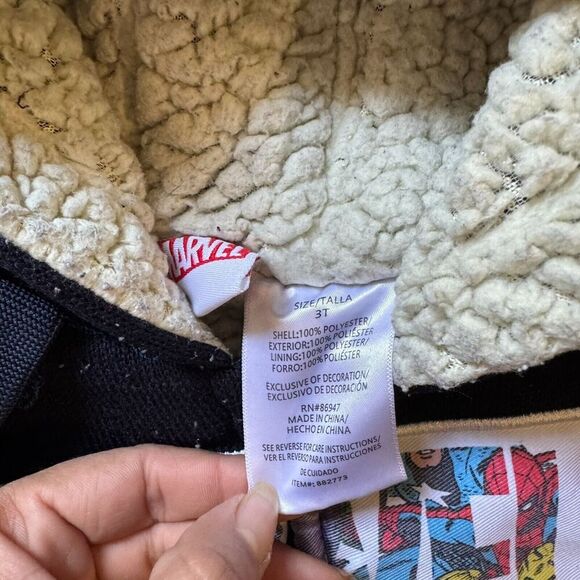 MARVEL
SIZE/TALLA
3T
SHELL:100% POLYESTER/
EXTERIOR:100% POLIÉSTER
LINING:100% POLYESTER/
FORRO:100% POLIÉSTER
EXCLUSIVE OF DECORATION/
EXCLUSIVO DE DECORACIÓN
RN#86947
MADE IN CHINA/
HECHO EN CHINA
SEE REVERSE FOR CARE INSTRUCTIONS/
VER EL REVERSO PARA INSTRUCCIONES
DE CUIDADO
ITEM#: 882773